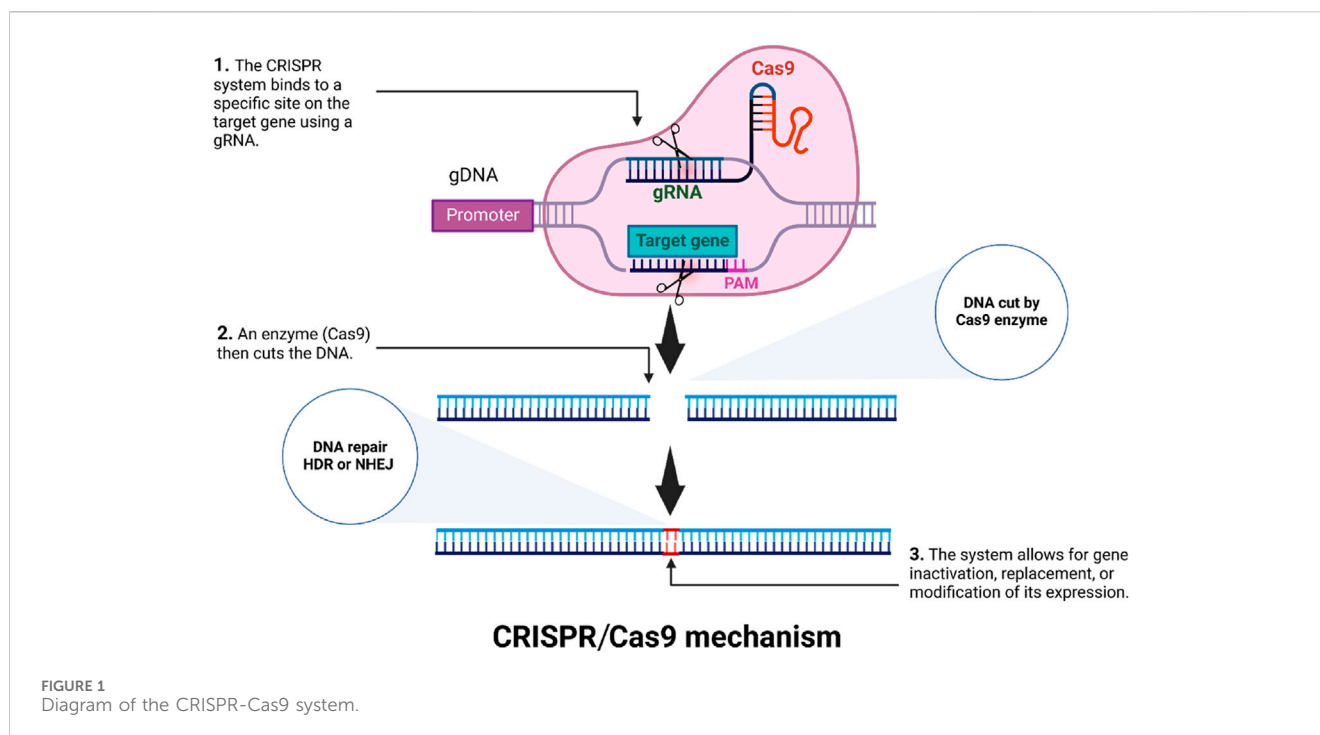 1. The CRISPR
system binds to a
specific site on the
target gene using a
gRNA.
Cas9
gDNA
gRNA
Promoter
Target gene
PAM
2. An enzyme (Cas9)
then cuts the DNA.
DNA cut by
Cas9 enzyme
DNA repair
HDR or NHEJ
3. The system allows for gene
inactivation, replacement, or
modification of its expression.
CRISPR/Cas9 mechanism
FIGURE 1
Diagram of the CRISPR-Cas9 system.